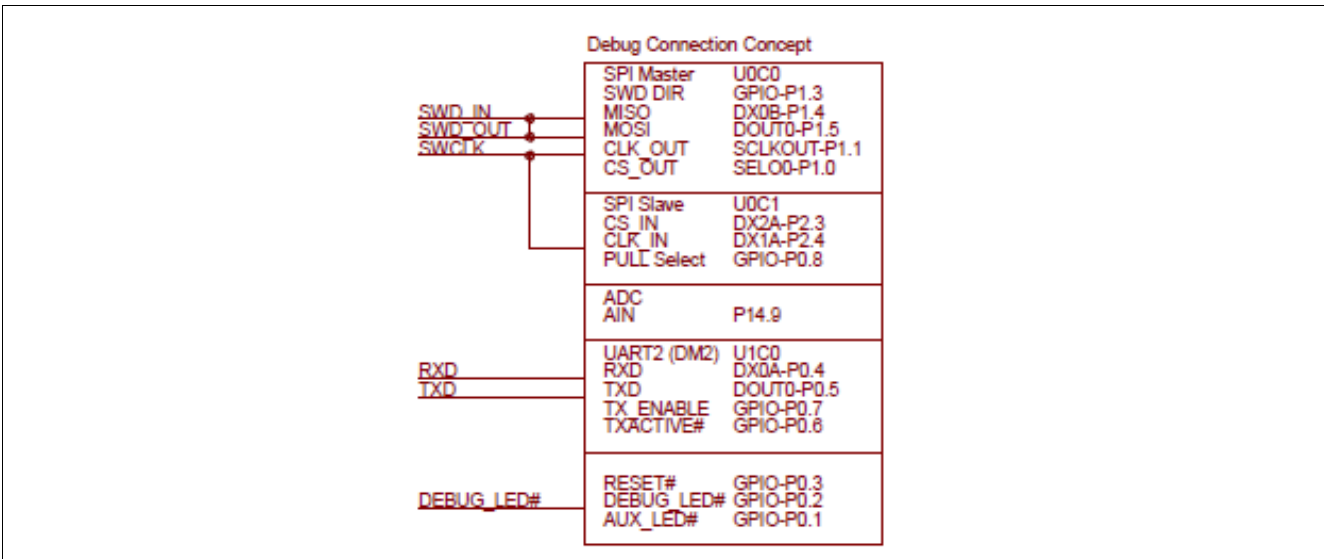 Debug Connection Concept
SPI Master U0C0
SWD DIR GPIO-P1.3
SWD_IN MISO DX0B-P1.4
SWD_OUT MOSI DOUT0-P1.5
SWCLK CLK_OUT SCLKOUT-P1.1
CS_OUT SELO0-P1.0
SPI Slave U0C1
CS_IN DX2A-P2.3
CLK_IN DX1A-P2.4
PULL Select GPIO-P0.8
ADC
AIN P14.9
UART2 (DM2) U1C0
RXD RXD DX0A-P0.4
TXD TXD DOUT0-P0.5
TX_ENABLE GPIO-P0.7
TXACTIVE# GPIO-P0.6
RESET# GPIO-P0.3
DEBUG_LED# DEBUG_LED# GPIO-P0.2
AUX_LED# GPIO-P0.1